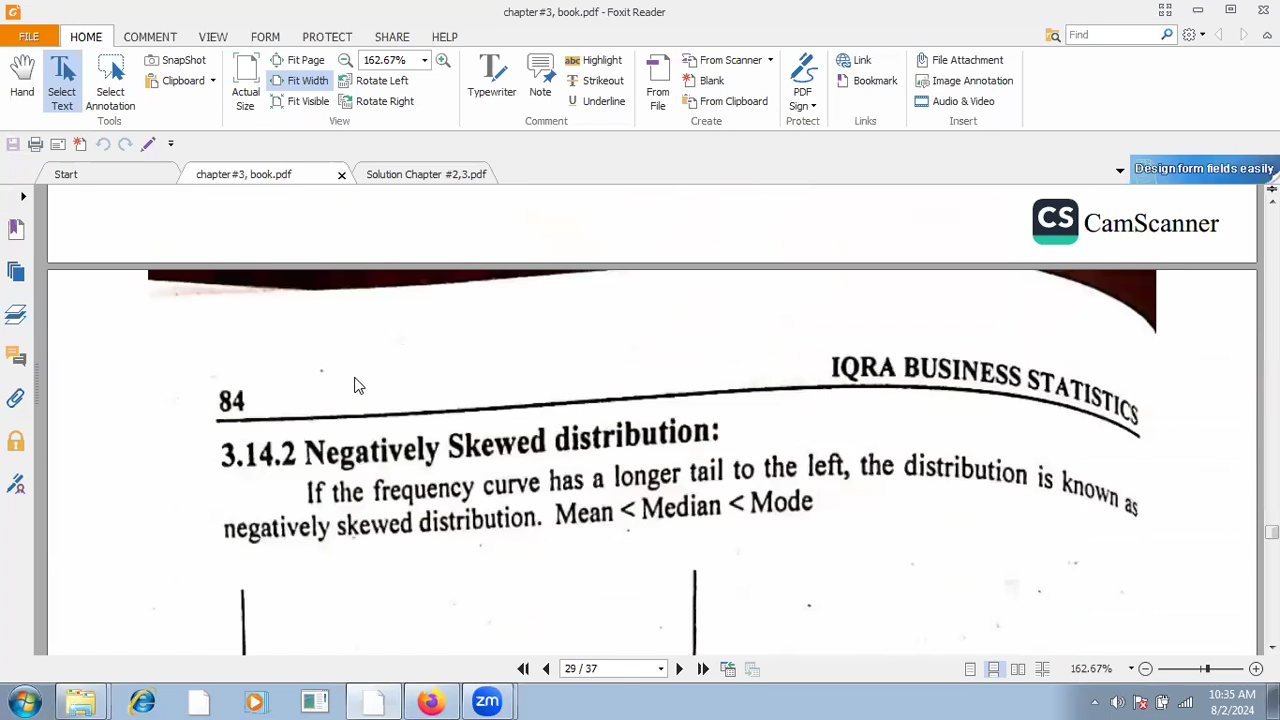 chapter#3, book.pdf - Foxit Reader
FILE HOME COMMENT VIEW FORM PROTECT SHARE HELP
Find
Hand
Select Text
Select Annotation
SnapShot
Clipboard
Tools
Actual Size
Fit Page
Fit Width
Fit Visible
162.67%
Rotate Left
Rotate Right
View
Typewriter
Note
Highlight
Strikeout
Underline
Comment
From File
From Scanner
Blank
From Clipboard
Create
PDF Sign
Protect
Link
Bookmark
Links
File Attachment
Image Annotation
Audio & Video
Insert
Start
chapter#3, book.pdf
Solution Chapter #2,3.pdf
Design form fields easily
CS CamScanner
84
IQRA BUSINESS STATISTICS
3.14.2 Negatively Skewed distribution:
If the frequency curve has a longer tail to the left, the distribution is known as
negatively skewed distribution. Mean < Median < Mode
29 / 37
162.67%
zm
10:35 AM
8/2/2024